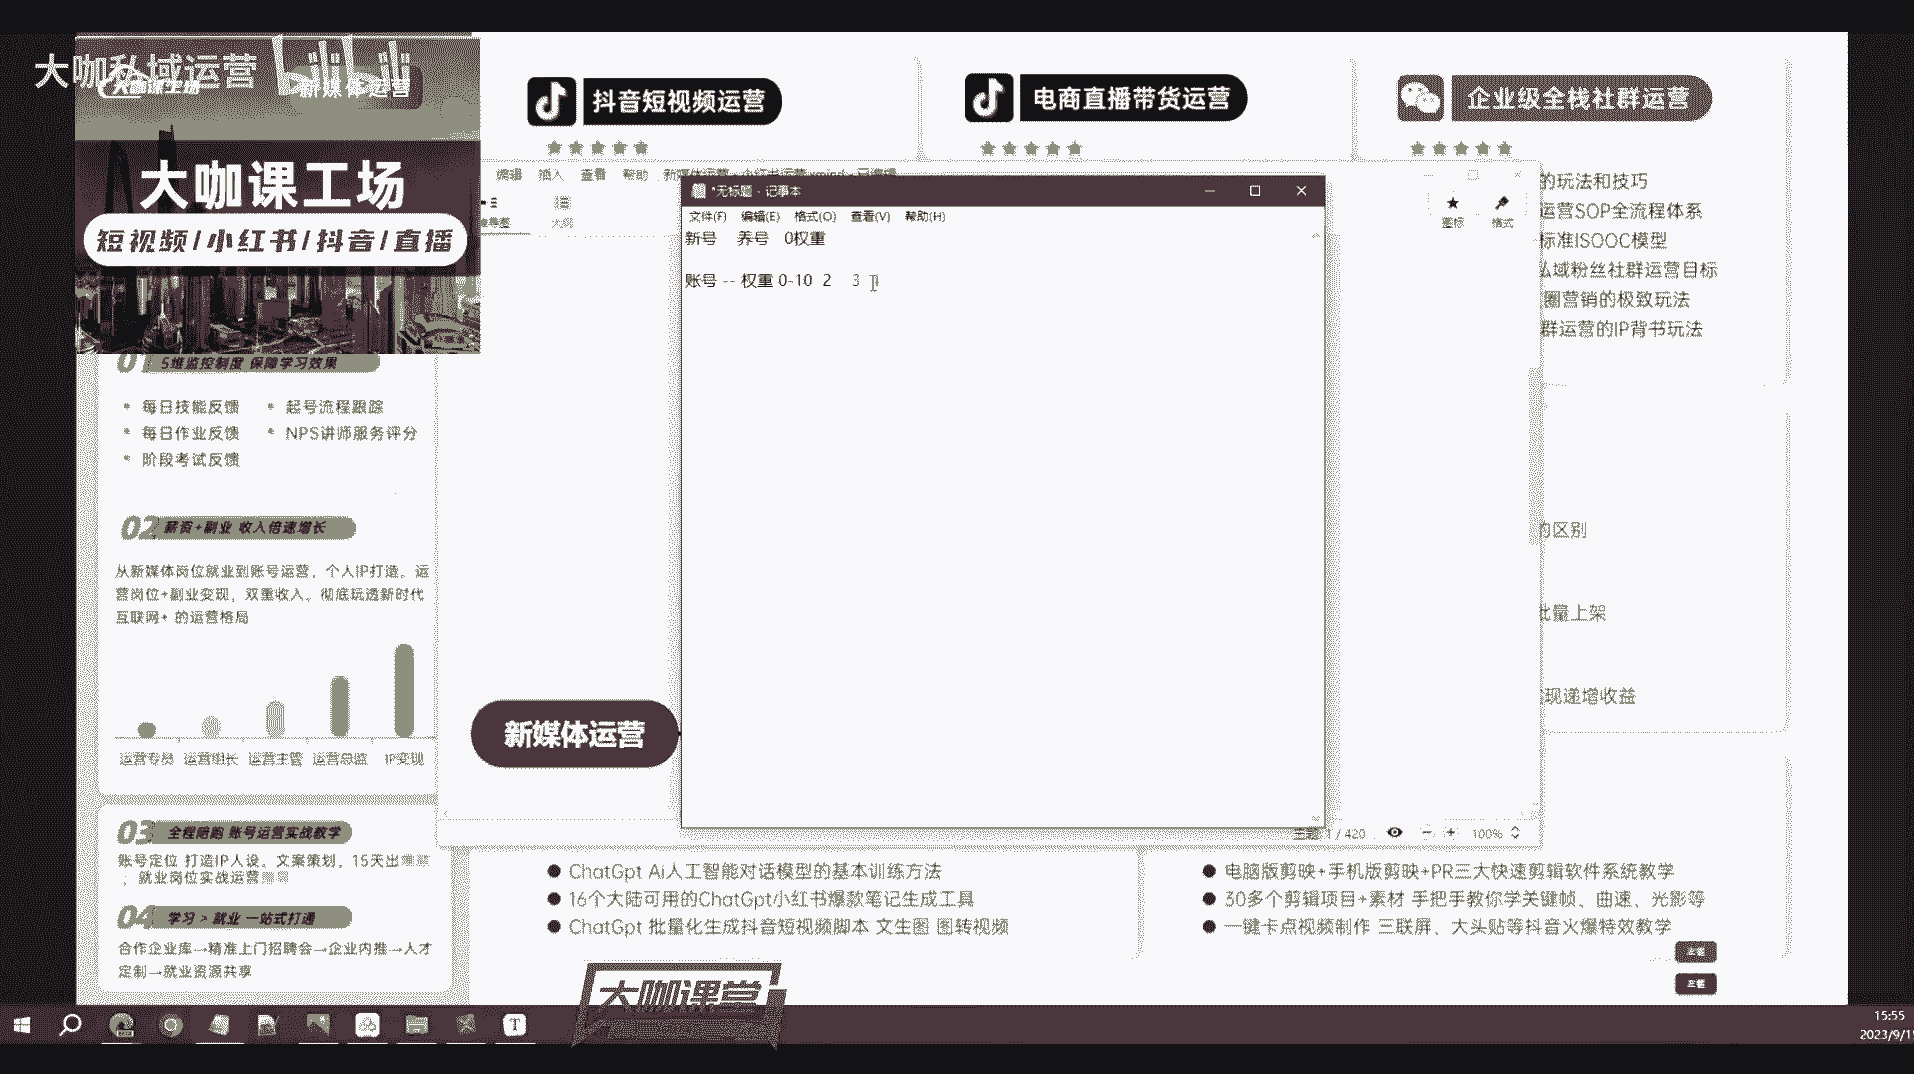 大咖私域运营
新媒体运营
大咖课工场
短视频/小红书/抖音/直播
01 5维监控制度 保障学习效果
每日技能反馈
起号流程跟踪
每日作业反馈
NPS讲师服务评分
阶段考试反馈
02 薪资+副业 收入倍速增长
从新媒体岗位就业到账号运营，个人IP打造。运
营岗位+副业变现，双重收入。彻底玩透新时代
互联网+ 的运营格局
运营专员 运营组长 运营主管 运营总监 IP变现
03 全程陪跑 账号运营实战教学
账号定位 打造IP人设。文案策划，15天出
；就业岗位实战运营
04 学习 > 就业 一站式打通
合作企业库→精准上门招聘会→企业内推→人才
定制→就业资源共享
抖音短视频运营
电商直播带货运营
企业级全栈社群运营
的玩法和技巧
运营SOP全流程体系
标准ISOOC模型
私域粉丝社群运营目标
圈营销的极致玩法
群运营的IP背书玩法
的区别
批量上架
现递增收益
编辑 插入 查看 帮助
大纲
图标 格式
*无标题 - 记事本
文件(F) 编辑(E) 格式(O) 查看(V) 帮助(H)
新号 养号 0权重
账号 -- 权重 0-10 2 3
新媒体运营
主题: 1 / 420 100%
ChatGpt Ai人工智能对话模型的基本训练方法
16个大陆可用的ChatGpt小红书爆款笔记生成工具
ChatGpt 批量化生成抖音短视频脚本 文生图 图转视频
电脑版剪映+手机版剪映+PR三大快速剪辑软件系统教学
30多个剪辑项目+素材 手把手教你学关键帧、曲速、光影等
一键卡点视频制作 三联屏、大头贴等抖音火爆特效教学
左键
左键
大咖课堂
15:55
2023/9/1